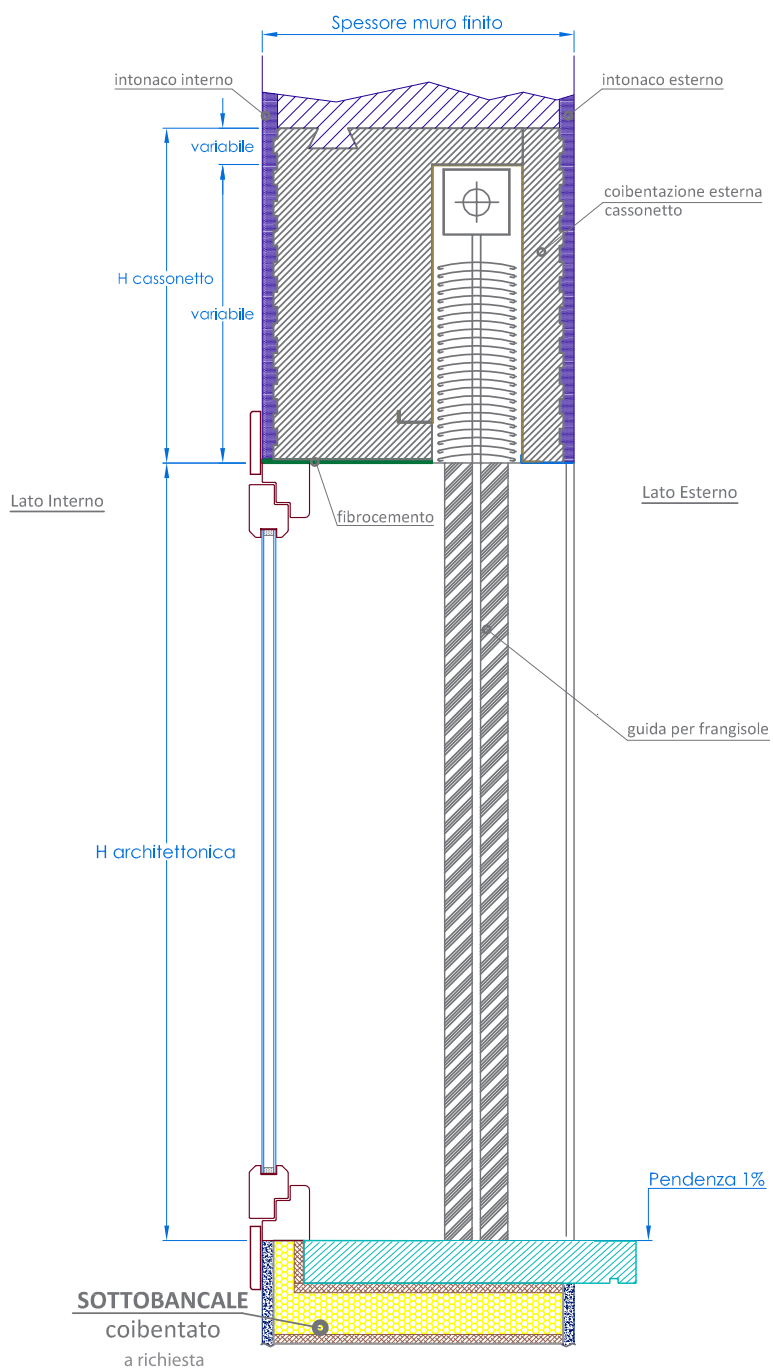 Spessore muro finito
intonaco interno
intonaco esterno
variabile
coibentazione esterna
cassonetto
H cassonetto
variabile
Lato Interno
Lato Esterno
fibrocemento
guida per frangisole
H architettonica
Pendenza 1%
SOTTOBANCALE
coibentato
a richiesta